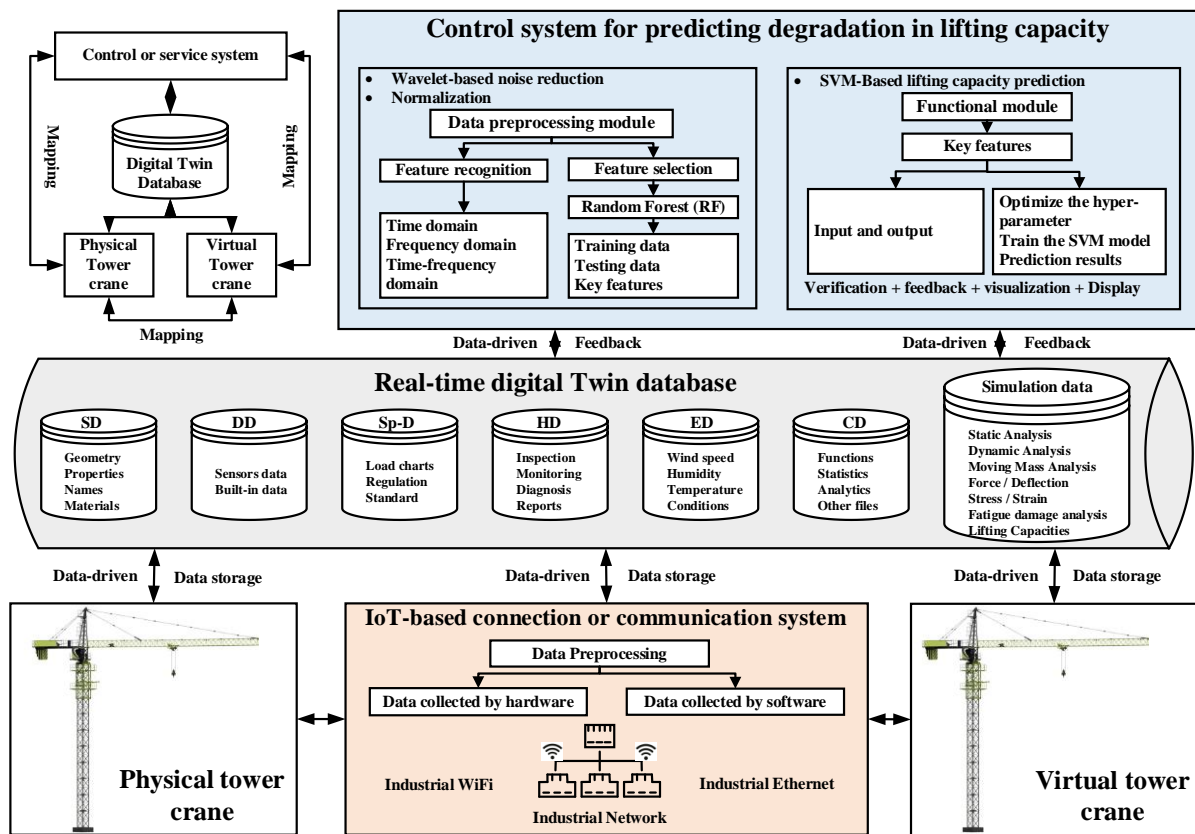 Control or service system
Mapping
Mapping
Digital Twin
Database
Physical
Tower
crane
Virtual
Tower
crane
Mapping
Control system for predicting degradation in lifting capacity
• Wavelet-based noise reduction
• Normalization
Data preprocessing module
Feature recognition
Feature selection
Random Forest (RF)
Time domain
Frequency domain
Time-frequency
domain
Training data
Testing data
Key features
• SVM-Based lifting capacity prediction
Functional module
Key features
Input and output
Optimize the hyper-
parameter
Train the SVM model
Prediction results
Verification + feedback + visualization + Display
Data-driven
Feedback
Data-driven
Feedback
Real-time digital Twin database
SD
Geometry
Properties
Names
Materials
DD
Sensors data
Built-in data
Sp-D
Load charts
Regulation
Standard
HD
Inspection
Monitoring
Diagnosis
Reports
ED
Wind speed
Humidity
Temperature
Conditions
CD
Functions
Statistics
Analytics
Other files
Simulation data
Static Analysis
Dynamic Analysis
Moving Mass Analysis
Force / Deflection
Stress / Strain
Fatigue damage analysis
Lifting Capacities
Data-driven
Data storage
Data-driven
Data storage
Data-driven
Data storage
Physical tower
crane
IoT-based connection or communication system
Data Preprocessing
Data collected by hardware
Data collected by software
Industrial WiFi
Industrial Ethernet
Industrial Network
Virtual tower
crane